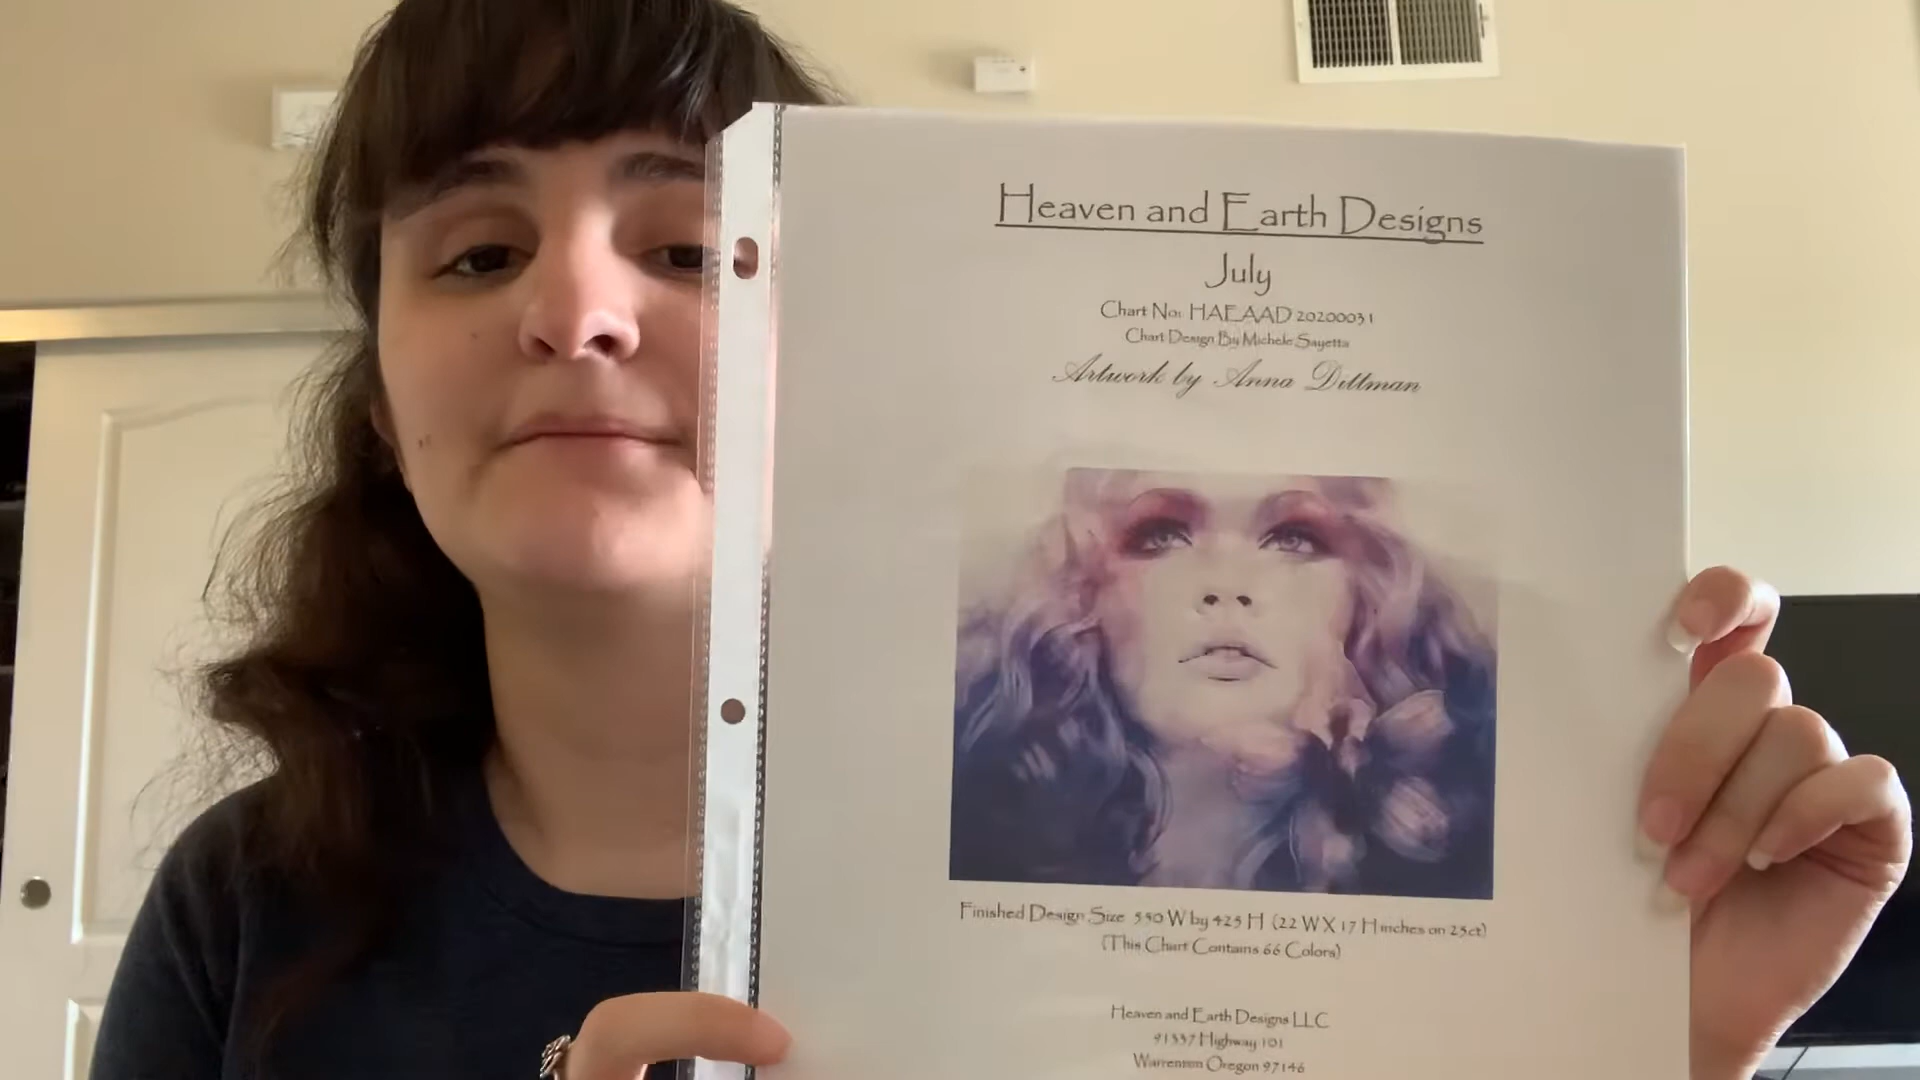 Heaven and Earth Designs
July
Chart No: HAEAAD 20200031
Chart Design By Michele Sayetta
Artwork by Anna Dittman
Finished Design Size 550 W by 425 H (22 W X 17 H inches on 25ct)
(This Chart Contains 66 Colors)
Heaven and Earth Designs LLC
91337 Highway 101
Warrenton Oregon 97146